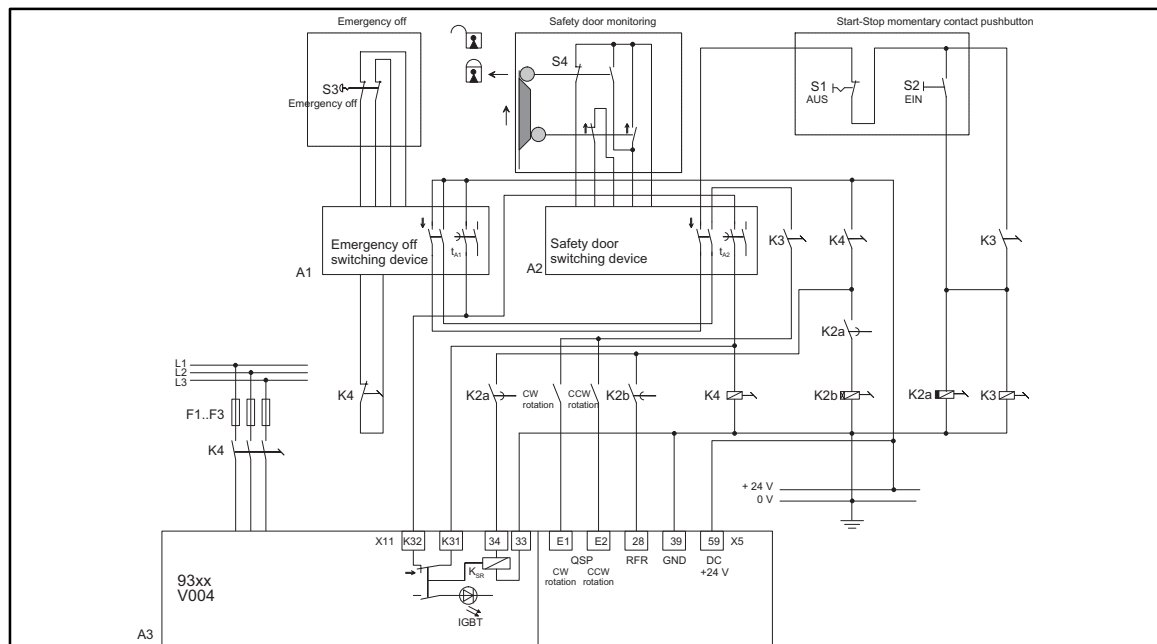 Emergency off
Safety door monitoring
Start-Stop momentary contact pushbutton
S3
Emergency off
S4
S1
AUS
S2
EIN
Emergency off
switching device
tA1
A1
Safety door
switching device
tA2
A2
K3
K4
K3
K2a
L1
L2
L3
F1..F3
K4
K4
K2a
CW
rotation
CCW
rotation
K2b
K4
K2b
K2a
K3
+ 24 V
0 V
X11
K32
K31
34
33
E1
E2
28
39
59
X5
QSP
RFR
GND
DC
+24 V
CW
rotation
CCW
rotation
KSR
IGBT
93xx
V004
A3